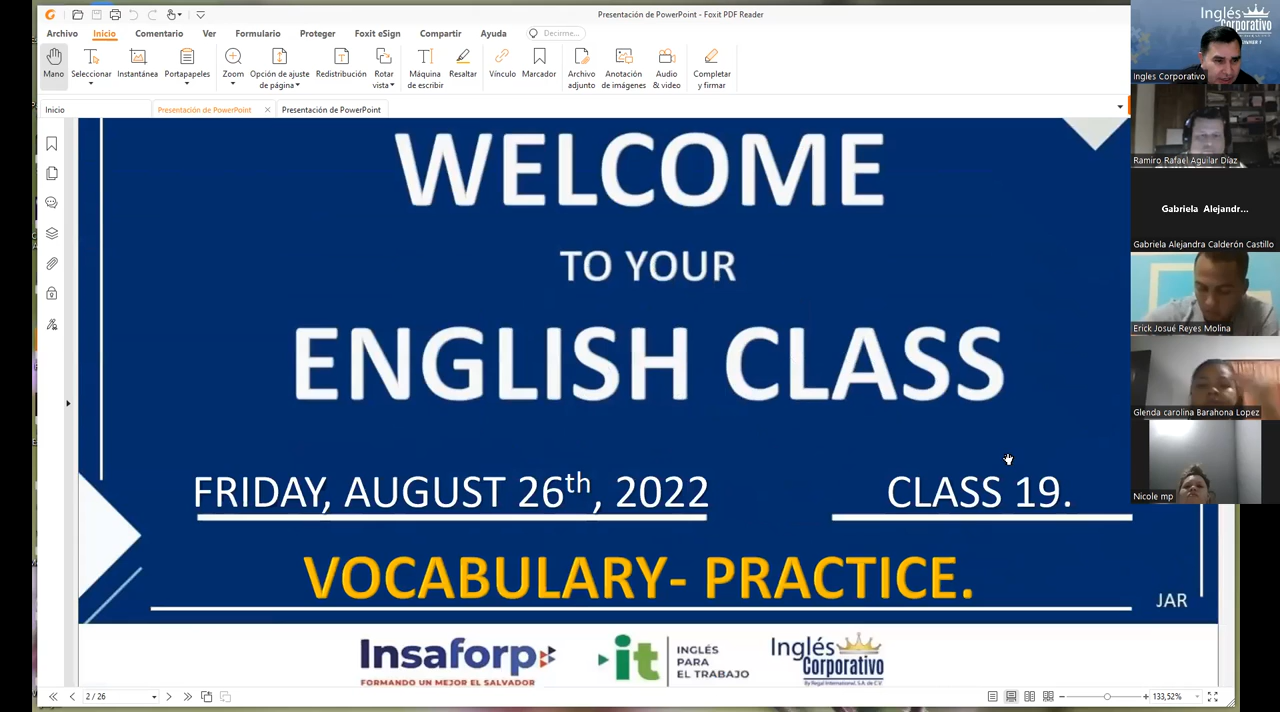 Presentación de PowerPoint - Foxit PDF Reader
Archivo Inicio Comentario Ver Formulario Proteger Foxit eSign Compartir Ayuda Decirme...
Mano Seleccionar Instantánea Portapapeles Zoom Opción de ajuste de página Redistribución Rotar vista Máquina de escribir Resaltar Vínculo Marcador Archivo adjunto Anotación de imágenes Audio & video Completar y firmar
Inicio Presentación de PowerPoint Presentación de PowerPoint
WELCOME
TO YOUR
ENGLISH CLASS
FRIDAY, AUGUST 26th, 2022 CLASS 19.
VOCABULARY- PRACTICE.
JAR
Insaforp
FORMANDO UN MEJOR EL SALVADOR
it INGLÉS PARA EL TRABAJO
Inglés Corporativo
By Regal International, S.A. de C.V.
2 / 26
133,52%
Inglés Corporativo
Ingles Corporativo
Ramiro Rafael Aguilar Díaz
Gabriela Alejandr...
Gabriela Alejandra Calderón Castillo
Erick Josué Reyes Molina
Glenda carolina Barahona Lopez
Nicole mp